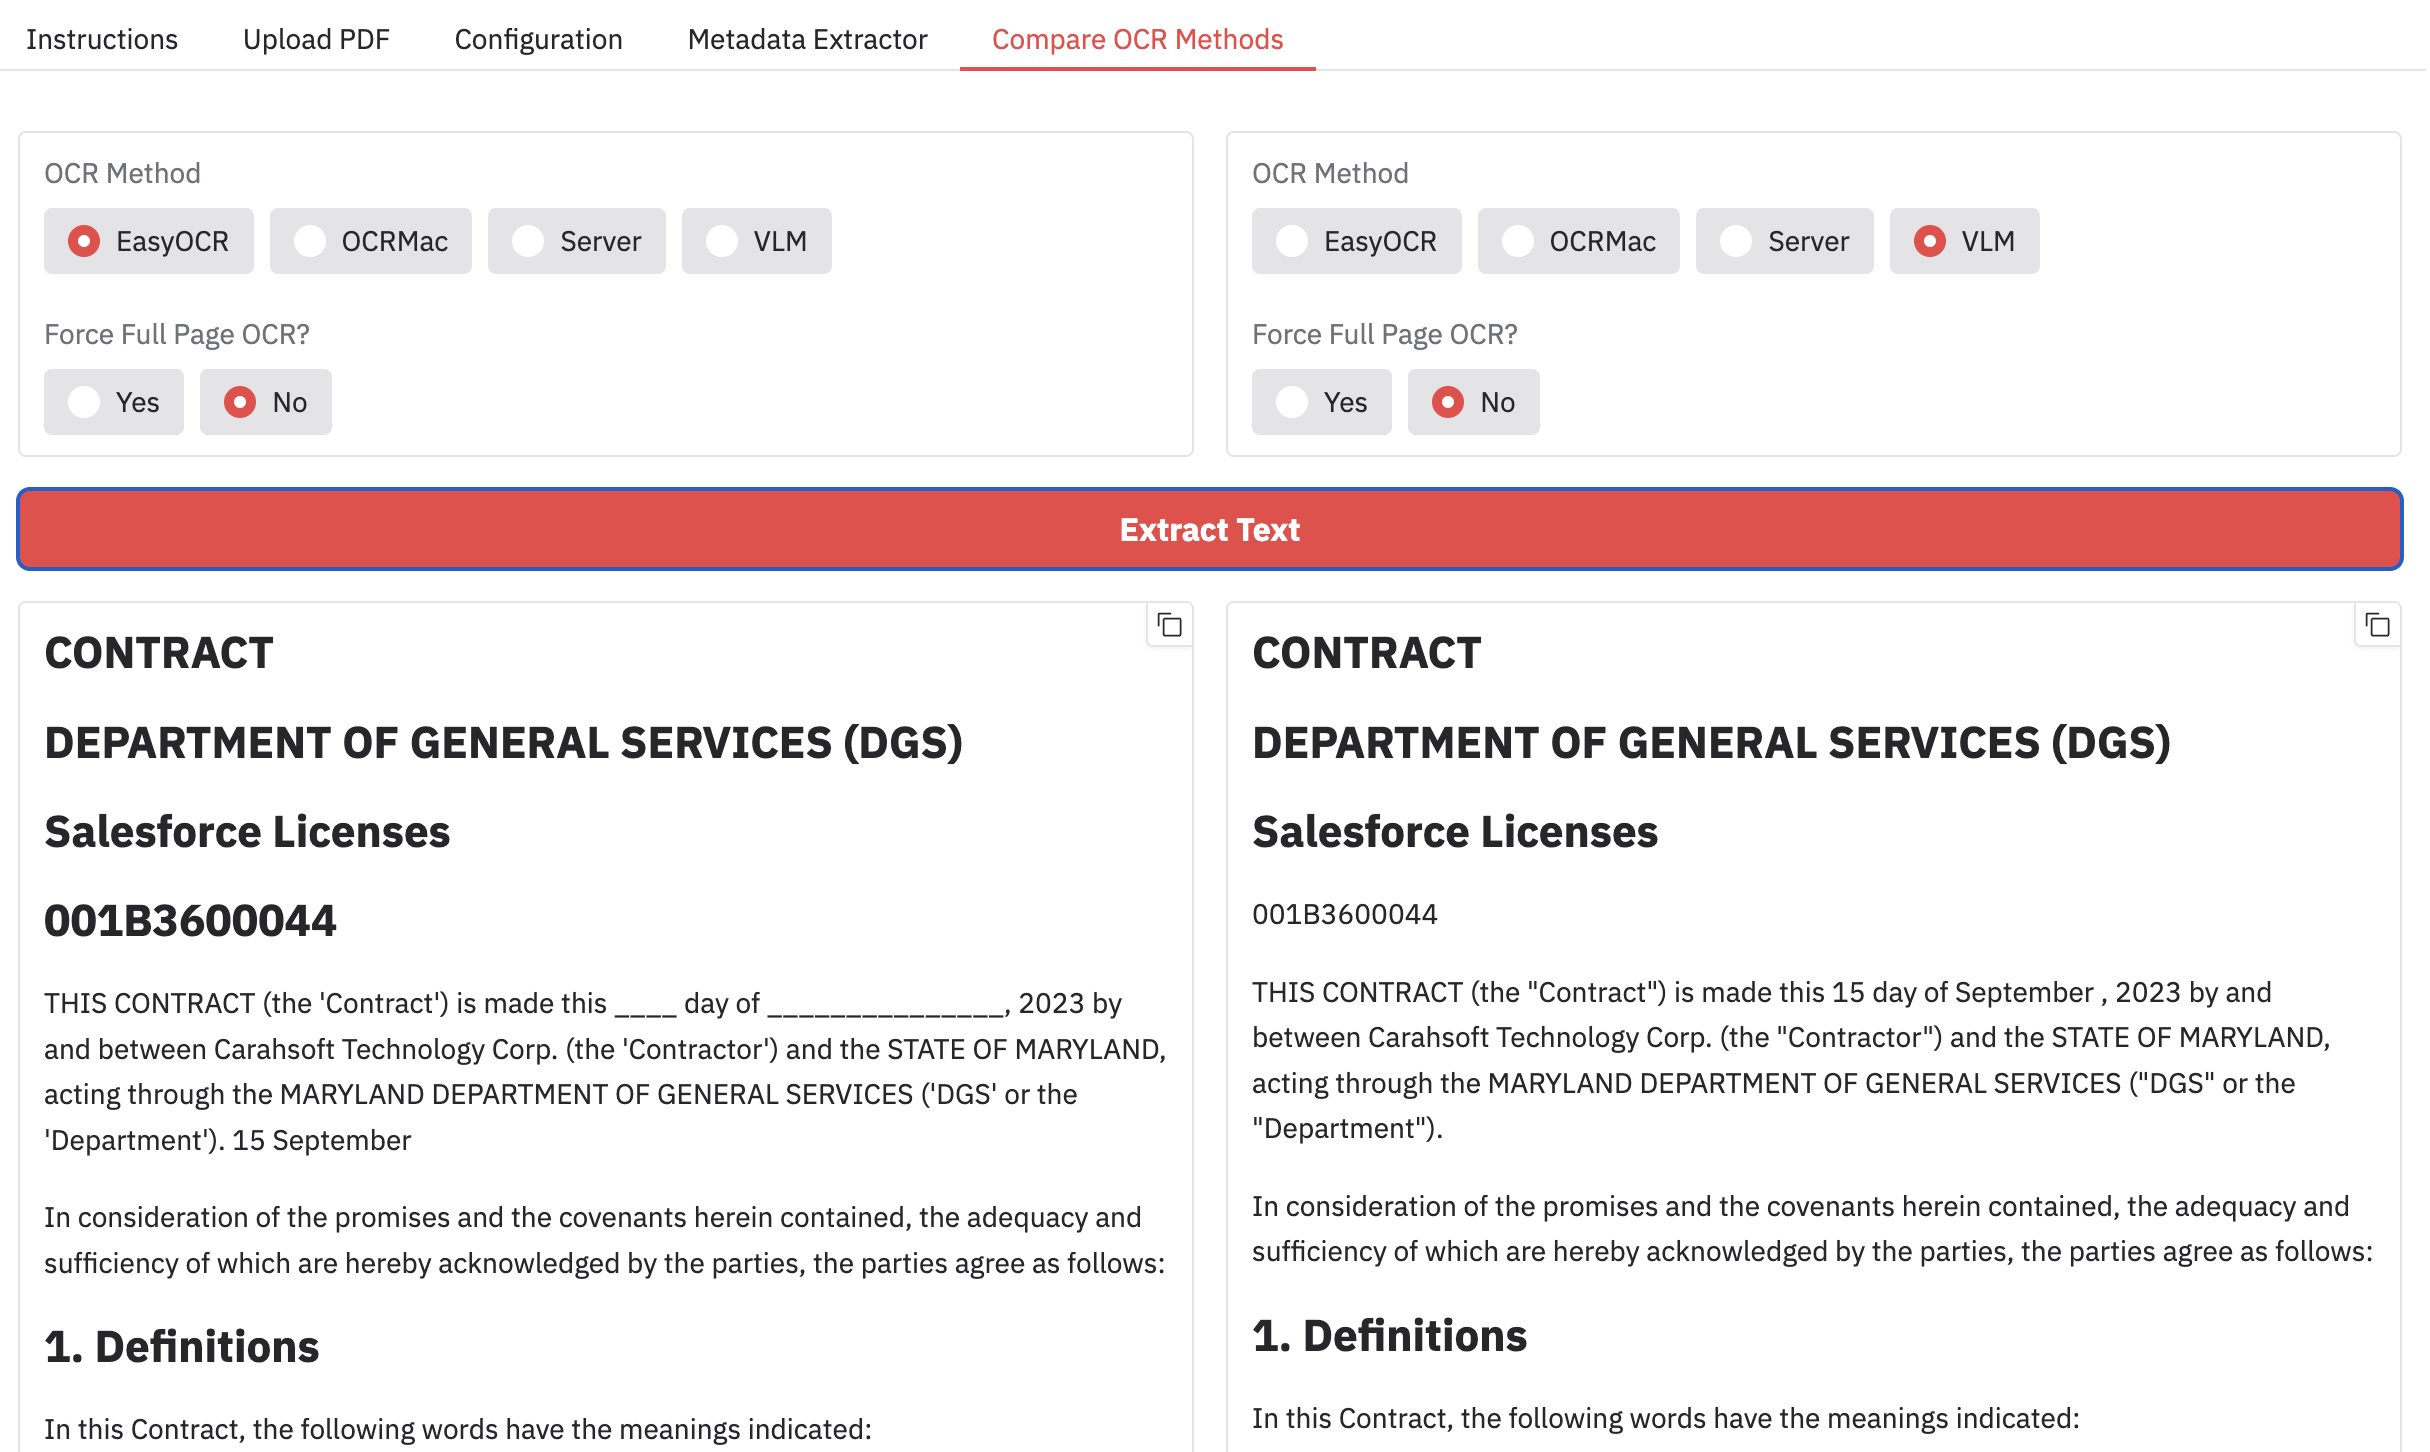 Instructions Upload PDF Configuration Metadata Extractor Compare OCR Methods
OCR Method
EasyOCR OCRMac Server VLM
Force Full Page OCR?
Yes No
OCR Method
EasyOCR OCRMac Server VLM
Force Full Page OCR?
Yes No
Extract Text
CONTRACT
DEPARTMENT OF GENERAL SERVICES (DGS)
Salesforce Licenses
001B3600044
THIS CONTRACT (the 'Contract') is made this ____ day of _______________, 2023 by
and between Carahsoft Technology Corp. (the 'Contractor') and the STATE OF MARYLAND,
acting through the MARYLAND DEPARTMENT OF GENERAL SERVICES ('DGS' or the
'Department'). 15 September
In consideration of the promises and the covenants herein contained, the adequacy and
sufficiency of which are hereby acknowledged by the parties, the parties agree as follows:
1. Definitions
In this Contract, the following words have the meanings indicated:
CONTRACT
DEPARTMENT OF GENERAL SERVICES (DGS)
Salesforce Licenses
001B3600044
THIS CONTRACT (the "Contract") is made this 15 day of September , 2023 by and
between Carahsoft Technology Corp. (the "Contractor") and the STATE OF MARYLAND,
acting through the MARYLAND DEPARTMENT OF GENERAL SERVICES ("DGS" or the
"Department").
In consideration of the promises and the covenants herein contained, the adequacy and
sufficiency of which are hereby acknowledged by the parties, the parties agree as follows:
1. Definitions
In this Contract, the following words have the meanings indicated: